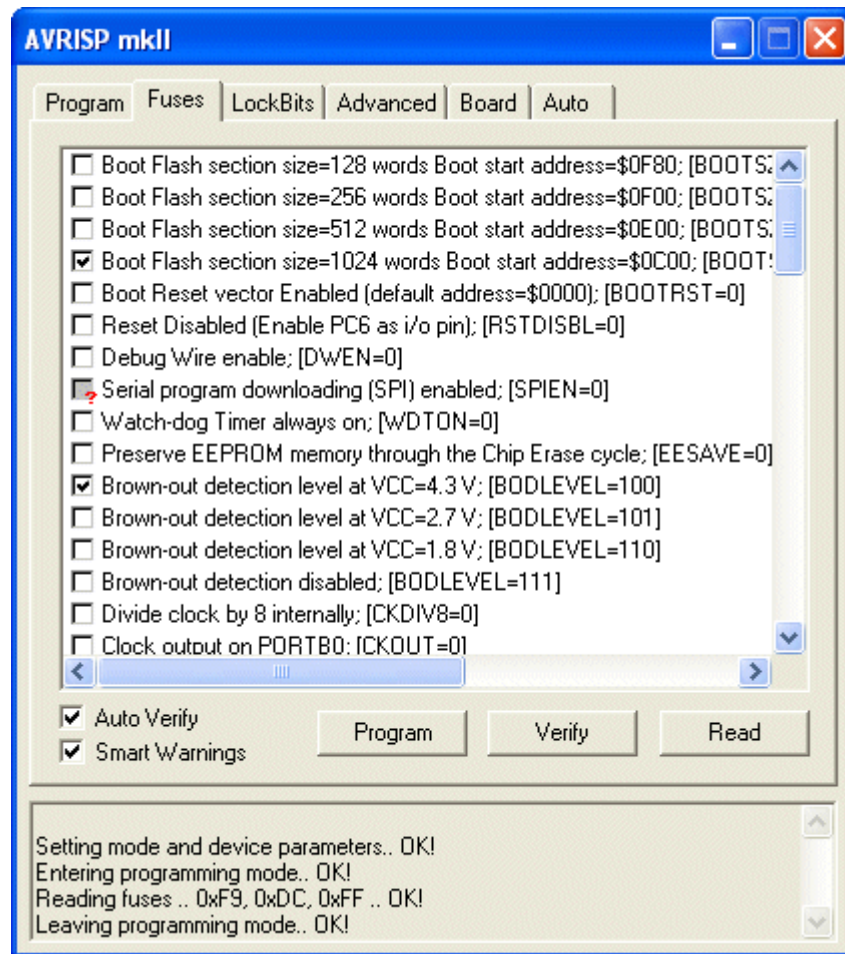 AVRISP mkII
Program Fuses LockBits Advanced Board Auto
Boot Flash section size=128 words Boot start address=$0F80; [BOOTS
Boot Flash section size=256 words Boot start address=$0F00; [BOOTS
Boot Flash section size=512 words Boot start address=$0E00; [BOOTS
Boot Flash section size=1024 words Boot start address=$0C00; [BOOT
Boot Reset vector Enabled (default address=$0000); [BOOTRST=0]
Reset Disabled (Enable PC6 as i/o pin); [RSTDISBL=0]
Debug Wire enable; [DWEN=0]
? Serial program downloading (SPI) enabled; [SPIEN=0]
Watch-dog Timer always on; [WDTON=0]
Preserve EEPROM memory through the Chip Erase cycle; [EESAVE=0]
Brown-out detection level at VCC=4.3 V; [BODLEVEL=100]
Brown-out detection level at VCC=2.7 V; [BODLEVEL=101]
Brown-out detection level at VCC=1.8 V; [BODLEVEL=110]
Brown-out detection disabled; [BODLEVEL=111]
Divide clock by 8 internally; [CKDIV8=0]
Clock output on PORTB0; [CKOUT=0]
Auto Verify
Smart Warnings
Program Verify Read
Setting mode and device parameters.. OK!
Entering programming mode.. OK!
Reading fuses .. 0xF9, 0xDC, 0xFF .. OK!
Leaving programming mode.. OK!